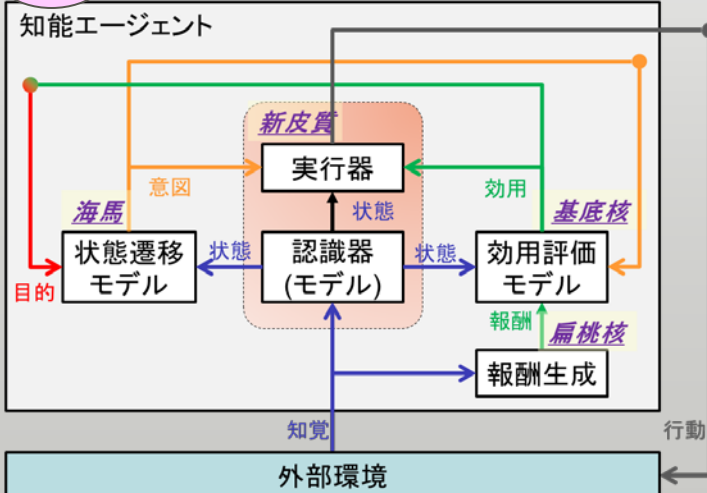 知能エージェント
新皮質
実行器
意図
効用
海馬
状態
基底核
状態遷移
モデル
状態
認識器
(モデル)
状態
効用評価
モデル
目的
報酬
扁桃核
報酬生成
知覚
行動
外部環境